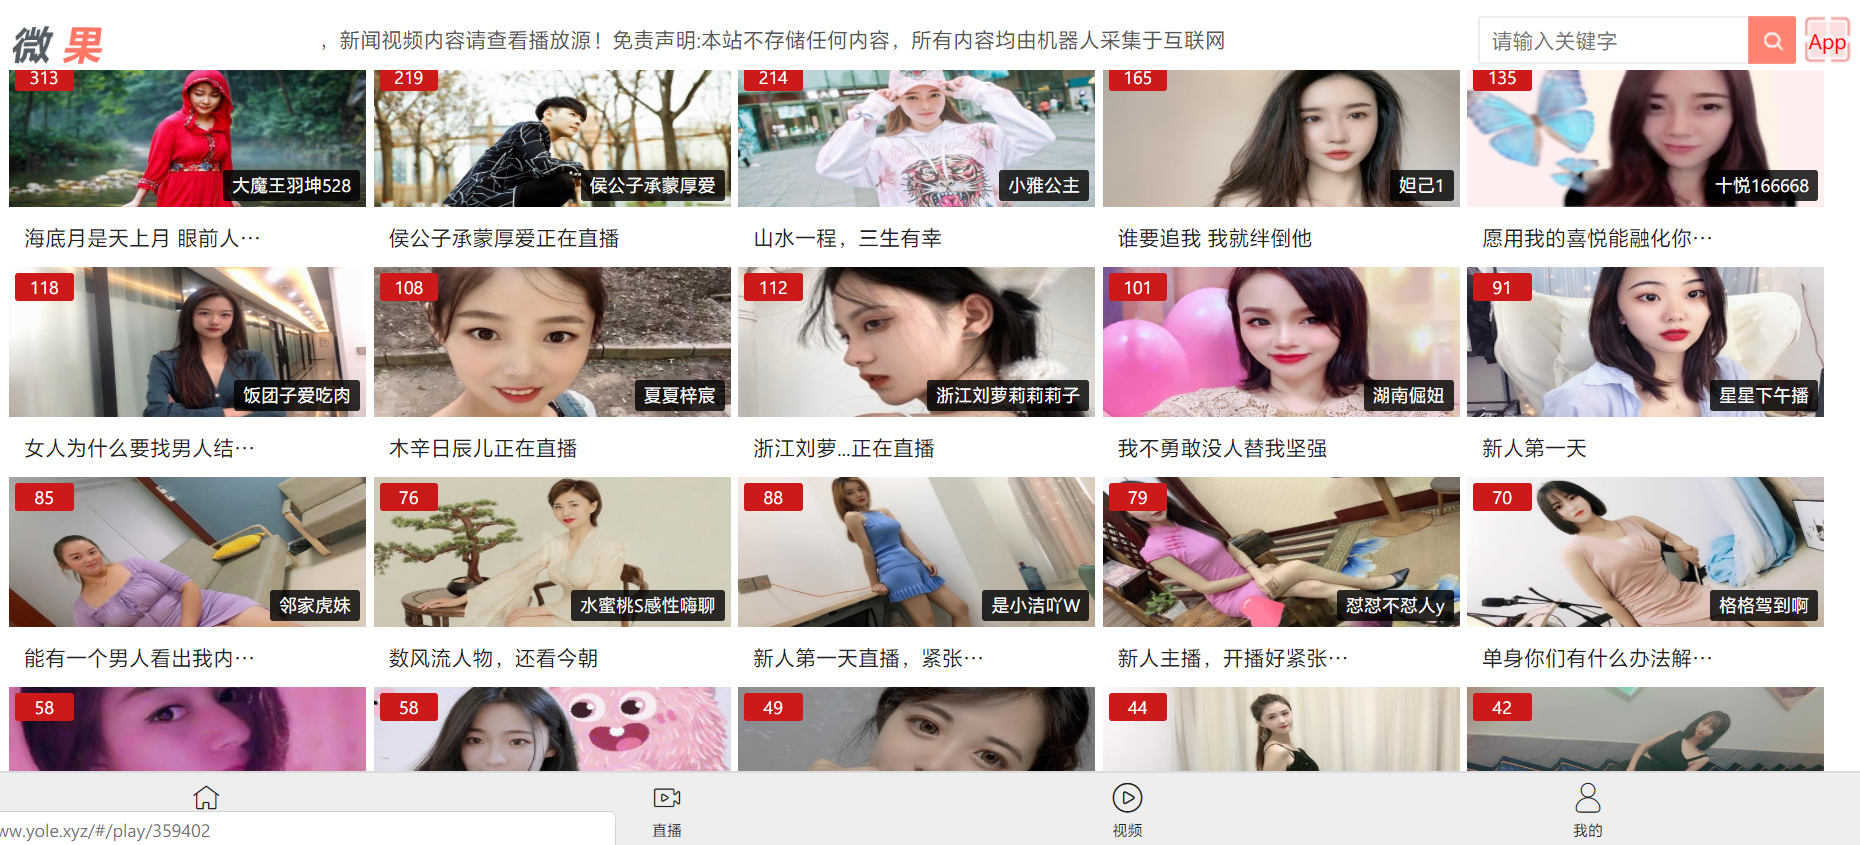 微果
，新闻视频内容请查看播放源！免责声明:本站不存储任何内容，所有内容均由机器人采集于互联网
请输入关键字
App
313
大魔王羽坤528
219
侯公子承蒙厚爱
214
小雅公主
165
妲己1
135
十悦166668
海底月是天上月 眼前人…
侯公子承蒙厚爱正在直播
山水一程，三生有幸
谁要追我 我就绊倒他
愿用我的喜悦能融化你…
118
饭团子爱吃肉
108
夏夏梓宸
112
浙江刘萝莉莉莉子
101
湖南倔妞
91
星星下午播
女人为什么要找男人结…
木辛日辰儿正在直播
浙江刘萝...正在直播
我不勇敢没人替我坚强
新人第一天
85
邻家虎妹
76
水蜜桃S感性嗨聊
88
是小洁吖W
79
怼怼不怼人y
70
格格驾到啊
能有一个男人看出我内…
数风流人物，还看今朝
新人第一天直播，紧张…
新人主播，开播好紧张…
单身你们有什么办法解…
58
58
49
44
42
ww.yole.xyz/#/play/359402
直播
视频
我的